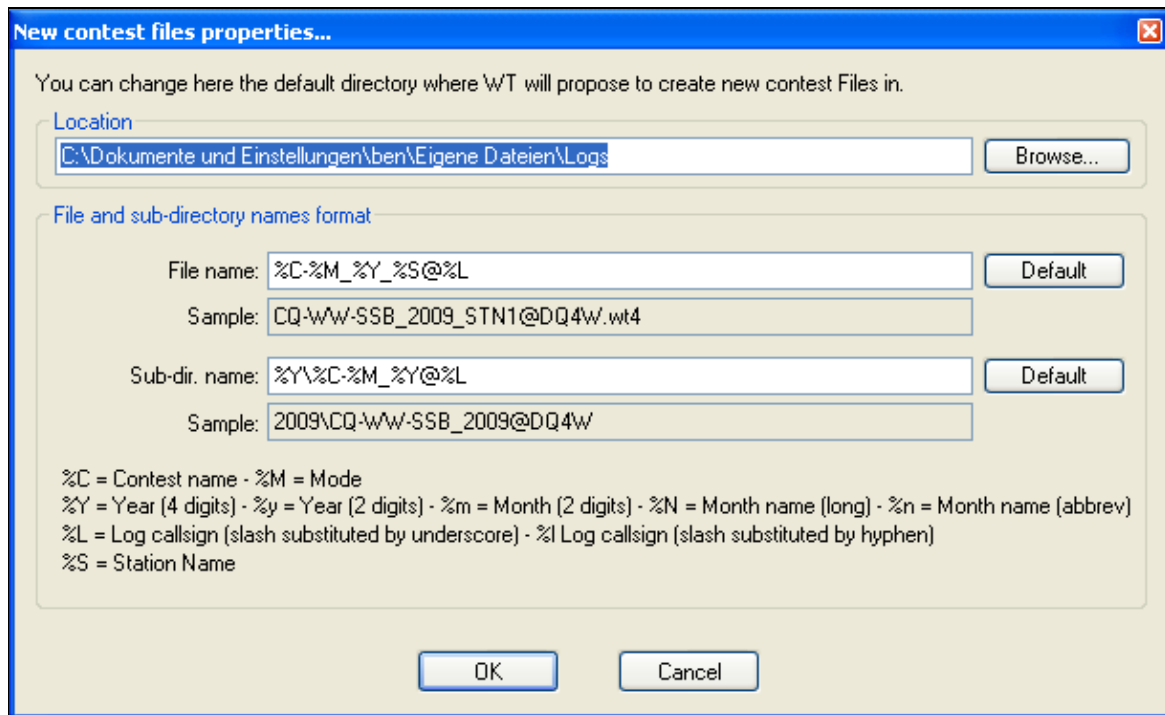 New contest files properties...
You can change here the default directory where WT will propose to create new contest Files in.
Location
C:\Dokumente und Einstellungen\ben\Eigene Dateien\Logs
Browse...
File and sub-directory names format
File name: %C-%M_%Y_%S@%L Default
Sample: CQ-WW-SSB_2009_STN1@DQ4W.wt4
Sub-dir. name: %Y\%C-%M_%Y@%L Default
Sample: 2009\CQ-WW-SSB_2009@DQ4W
%C = Contest name - %M = Mode
%Y = Year (4 digits) - %y = Year (2 digits) - %m = Month (2 digits) - %N = Month name (long) - %n = Month name (abbrev)
%L = Log callsign (slash substituted by underscore) - %l Log callsign (slash substituted by hyphen)
%S = Station Name
OK Cancel